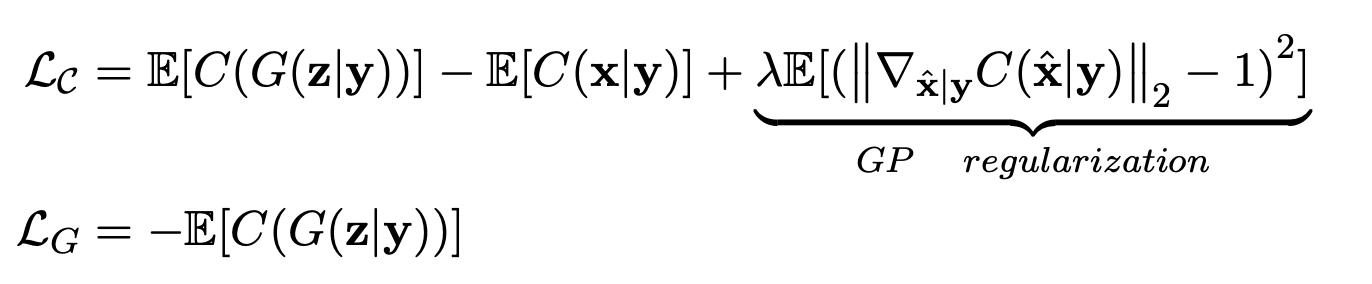 ℒ_𝒞 = 𝔼[C(G(𝐳|𝐲))] − 𝔼[C(𝐱|𝐲)] + λ𝔼[(‖∇_{𝐱̂|𝐲}C(𝐱̂|𝐲)‖₂ − 1)²]
GP regularization
ℒ_G = −𝔼[C(G(𝐳|𝐲))]